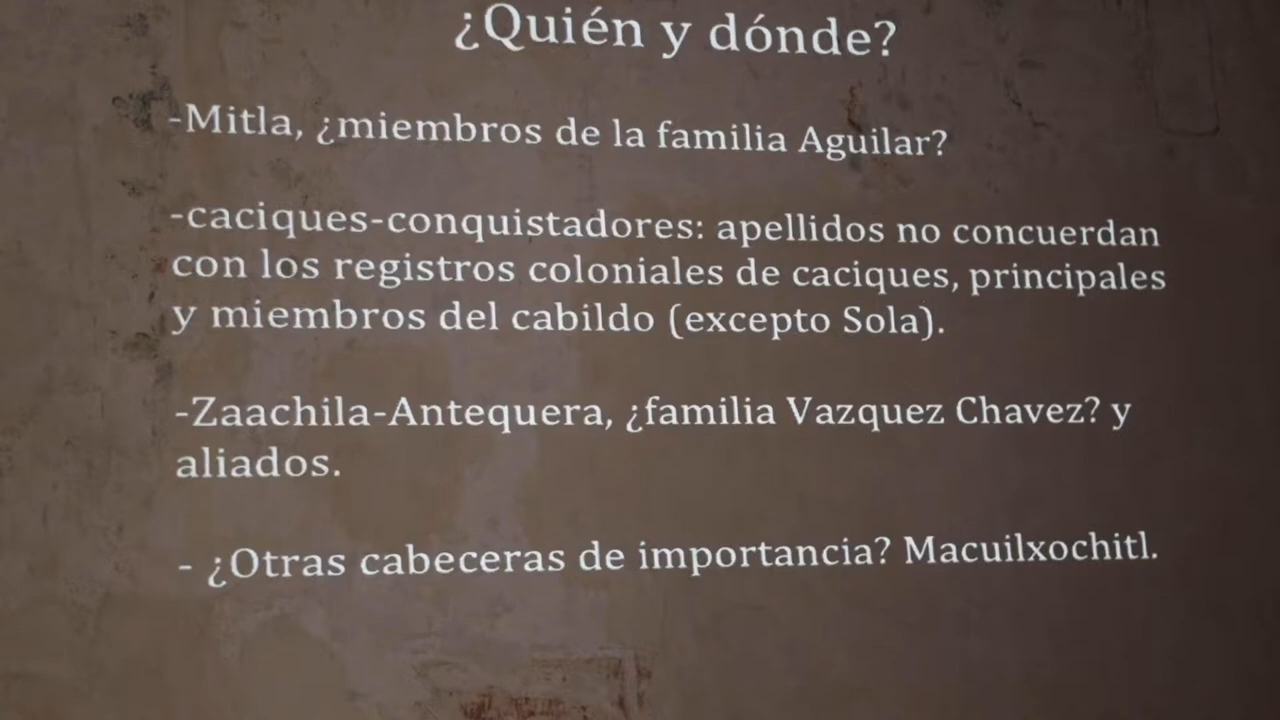 ¿Quién y dónde?
-Mitla, ¿miembros de la familia Aguilar?
-caciques-conquistadores: apellidos no concuerdan
con los registros coloniales de caciques, principales
y miembros del cabildo (excepto Sola).
-Zaachila-Antequera, ¿familia Vazquez Chavez? y
aliados.
- ¿Otras cabeceras de importancia? Macuilxochitl.